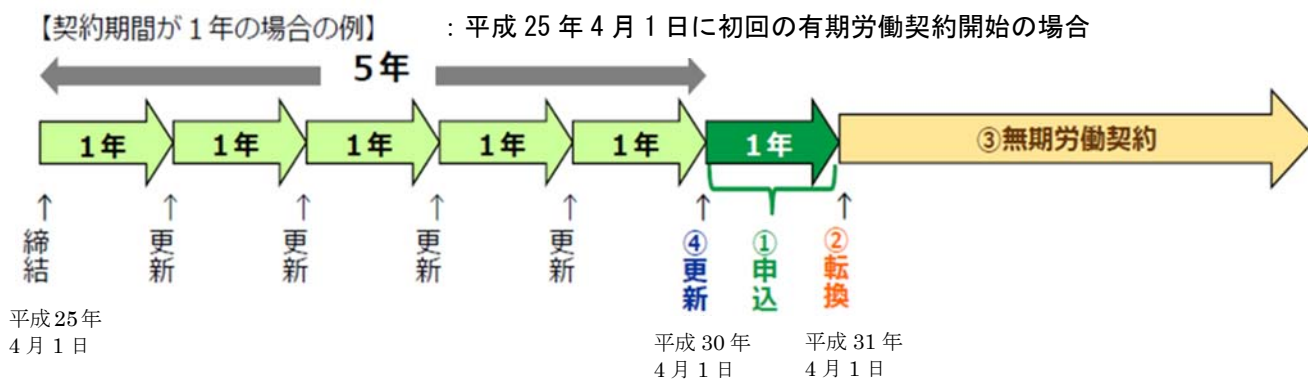 【契約期間が1年の場合の例】 ：平成 25 年 4 月 1 日に初回の有期労働契約開始の場合
5年
1年 1年 1年 1年 1年 1年 ③無期労働契約
↑ ↑ ↑ ↑ ↑ ↑ ↑
締結 更新 更新 更新 更新 ④更新 ①申込 ②転換
平成 25 年
4 月 1 日
平成 30 年
4 月 1 日
平成 31 年
4 月 1 日